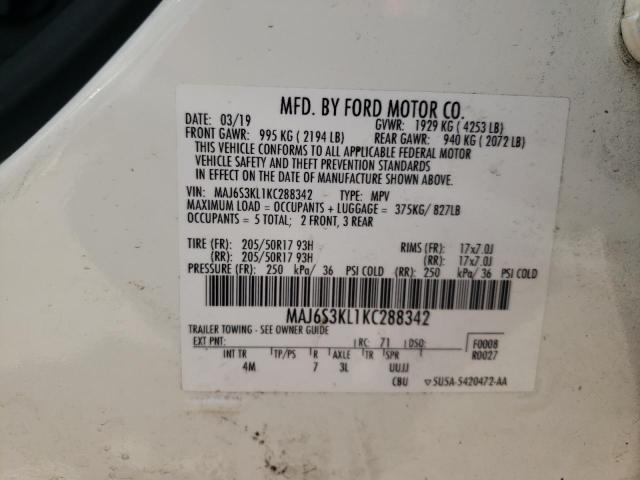 MFD. BY FORD MOTOR CO.
DATE: 03/19 GVWR: 1929 KG ( 4253 LB)
FRONT GAWR: 995 KG ( 2194 LB) REAR GAWR: 940 KG ( 2072 LB)
THIS VEHICLE CONFORMS TO ALL APPLICABLE FEDERAL MOTOR
VEHICLE SAFETY AND THEFT PREVENTION STANDARDS
IN EFFECT ON THE DATE OF MANUFACTURE SHOWN ABOVE.
VIN: MAJ6S3KL1KC288342 TYPE: MPV
MAXIMUM LOAD = OCCUPANTS + LUGGAGE = 375KG/ 827LB
OCCUPANTS = 5 TOTAL; 2 FRONT, 3 REAR
TIRE (FR): 205/50R17 93H RIMS (FR): 17x7.0J
(RR): 205/50R17 93H (RR): 17x7.0J
PRESSURE (FR): 250 kPa/ 36 PSI COLD (RR): 250 kPa/ 36 PSI COLD
MAJ6S3KL1KC288342
TRAILER TOWING - SEE OWNER GUIDE
EXT PNT: RC: 71 DSO: F0008
R0027
INT TR TP/PS R AXLE TR SPR
4M 7 3L UUJJ
CBU ▽5U5A-5420472-AA